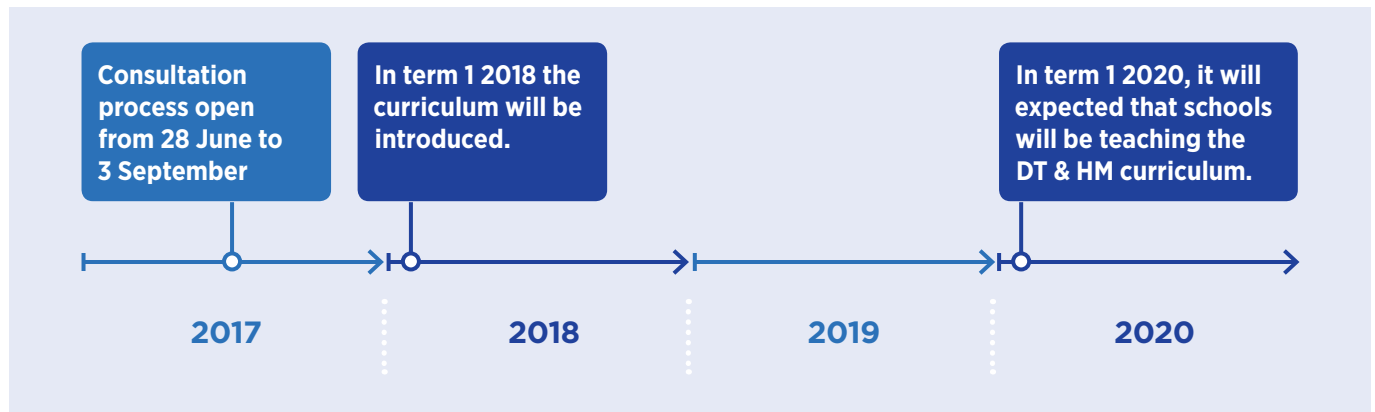 Consultation
process open
from 28 June to
3 September
In term 1 2018 the
curriculum will be
introduced.
In term 1 2020, it will
expected that schools
will be teaching the
DT & HM curriculum.
2017
2018
2019
2020